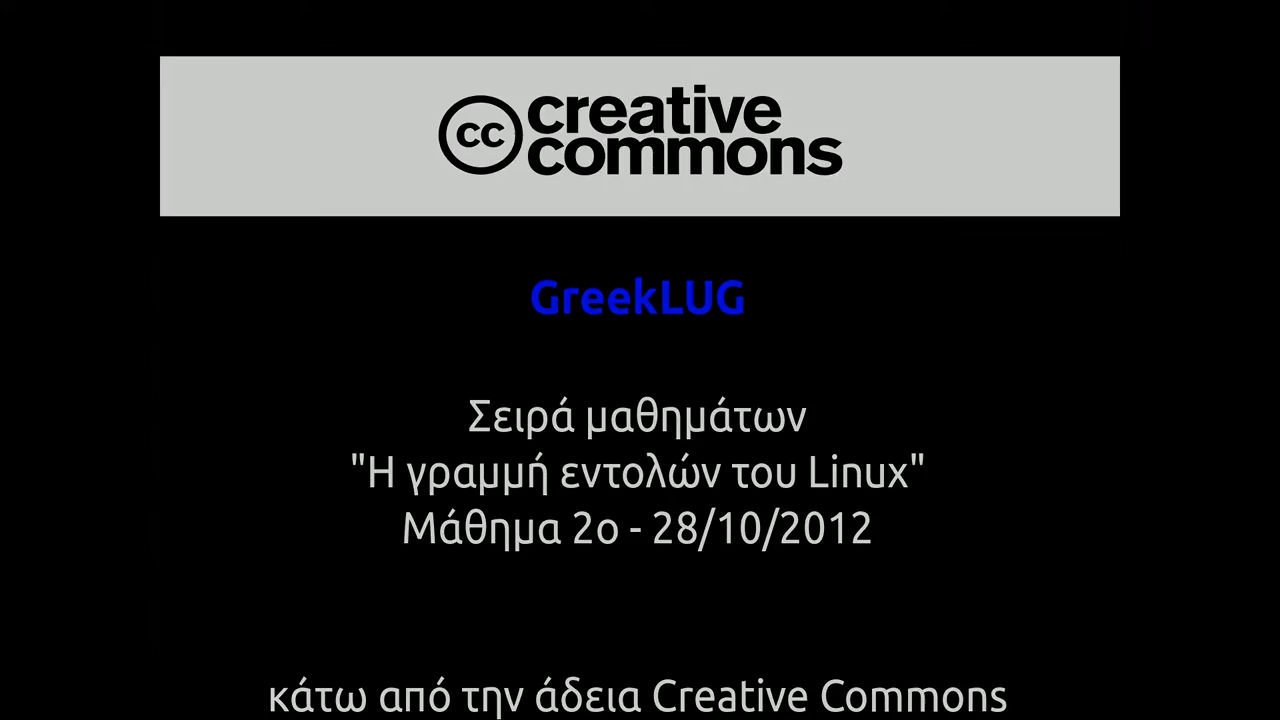 cc creative
commons
GreekLUG
Σειρά μαθημάτων
"Η γραμμή εντολών του Linux"
Μάθημα 2ο - 28/10/2012
κάτω από την άδεια Creative Commons